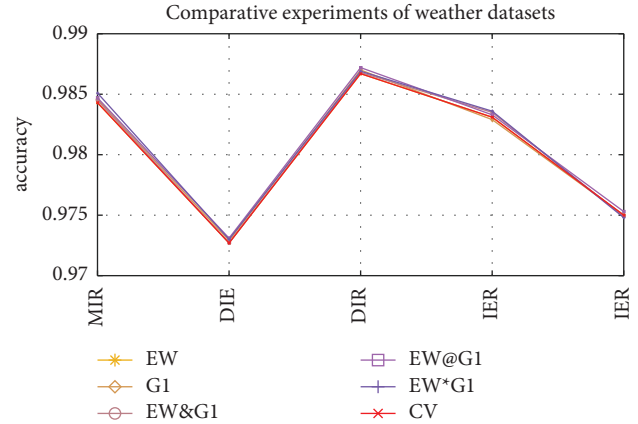 Comparative experiments of weather datasets
0.99
0.985
0.98
0.975
0.97
accuracy
MIR
DIE
DIR
IER
IER
EW
G1
EW&G1
EW@G1
EW*G1
CV